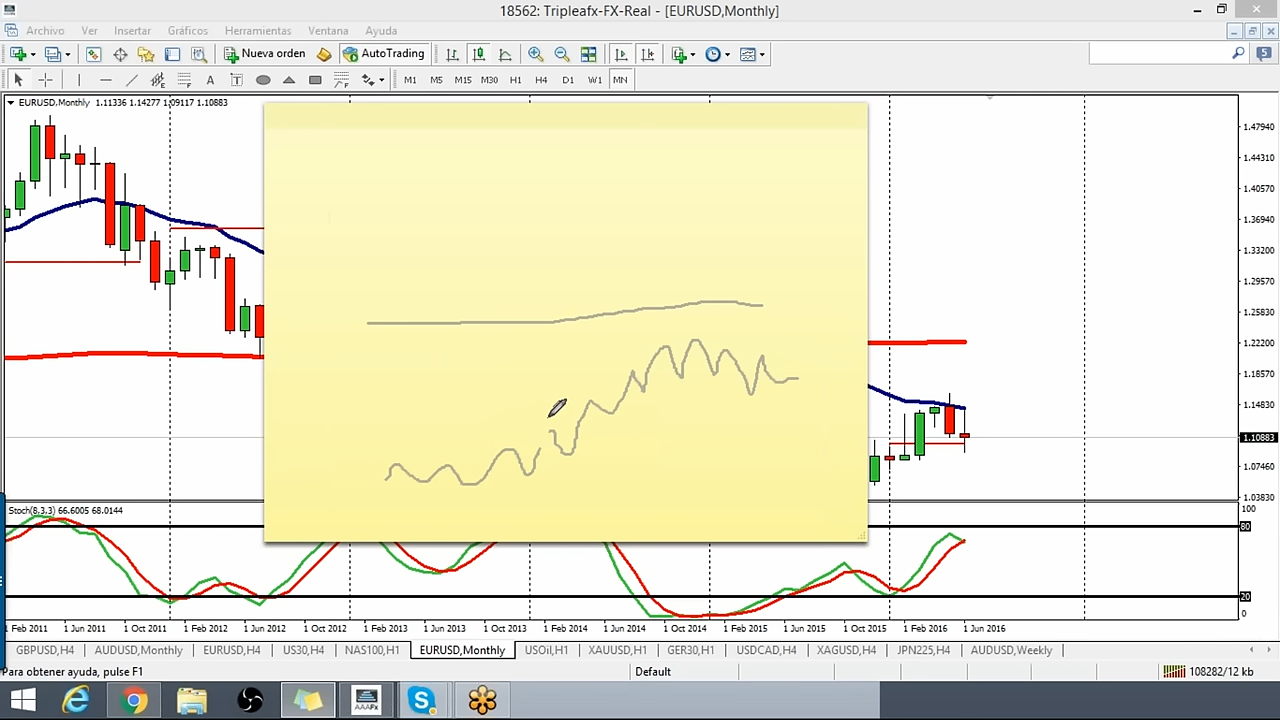 18562: Tripleafx-FX-Real - [EURUSD,Monthly]
Archivo Ver Insertar Gráficos Herramientas Ventana Ayuda
Nueva orden AutoTrading 5
A T M1 M5 M15 M30 H1 H4 D1 W1 MN
EURUSD,Monthly 1.11336 1.14277 1.09117 1.10883
1.47940
1.44310
1.40570
1.36940
1.33200
1.29570
1.25830
1.22200
1.18570
1.14830
1.10883
1.07460
1.03830
Stoch(8,3,3) 66.6005 68.0144
100
80
20
0
1 Feb 2011 1 Jun 2011 1 Oct 2011 1 Feb 2012 1 Jun 2012 1 Oct 2012 1 Feb 2013 1 Jun 2013 1 Oct 2013 1 Feb 2014 1 Jun 2014 1 Oct 2014 1 Feb 2015 1 Jun 2015 1 Oct 2015 1 Feb 2016 1 Jun 2016
GBPUSD,H4 AUDUSD,Monthly EURUSD,H4 US30,H4 NAS100,H1 EURUSD,Monthly USOil,H1 XAUUSD,H1 GER30,H1 USDCAD,H4 XAGUSD,H4 JPN225,H4 AUDUSD,Weekly
Para obtener ayuda, pulse F1 Default 108282/12 kb
AAAFx